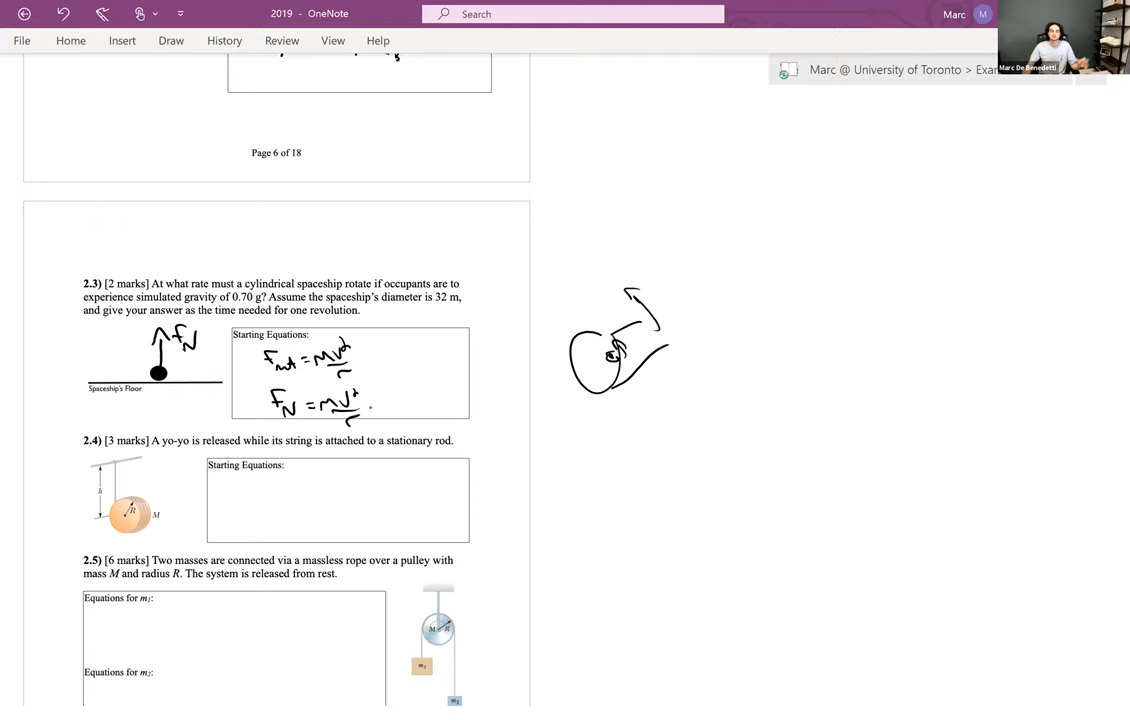 2019 - OneNote
Search
Marc
M
File Home Insert Draw History Review View Help
Marc @ University of Toronto > Exa
Marc De Benedetti
Page 6 of 18
2.3) [2 marks] At what rate must a cylindrical spaceship rotate if occupants are to
experience simulated gravity of 0.70 g? Assume the spaceship's diameter is 32 m,
and give your answer as the time needed for one revolution.
FN
Spaceship's Floor
Starting Equations:
Fnet = mv²/r
FN = mv²/r
2.4) [3 marks] A yo-yo is released while its string is attached to a stationary rod.
h
R
M
Starting Equations:
2.5) [6 marks] Two masses are connected via a massless rope over a pulley with
mass M and radius R. The system is released from rest.
Equations for m1:
Equations for m2:
M
R
m1
m2